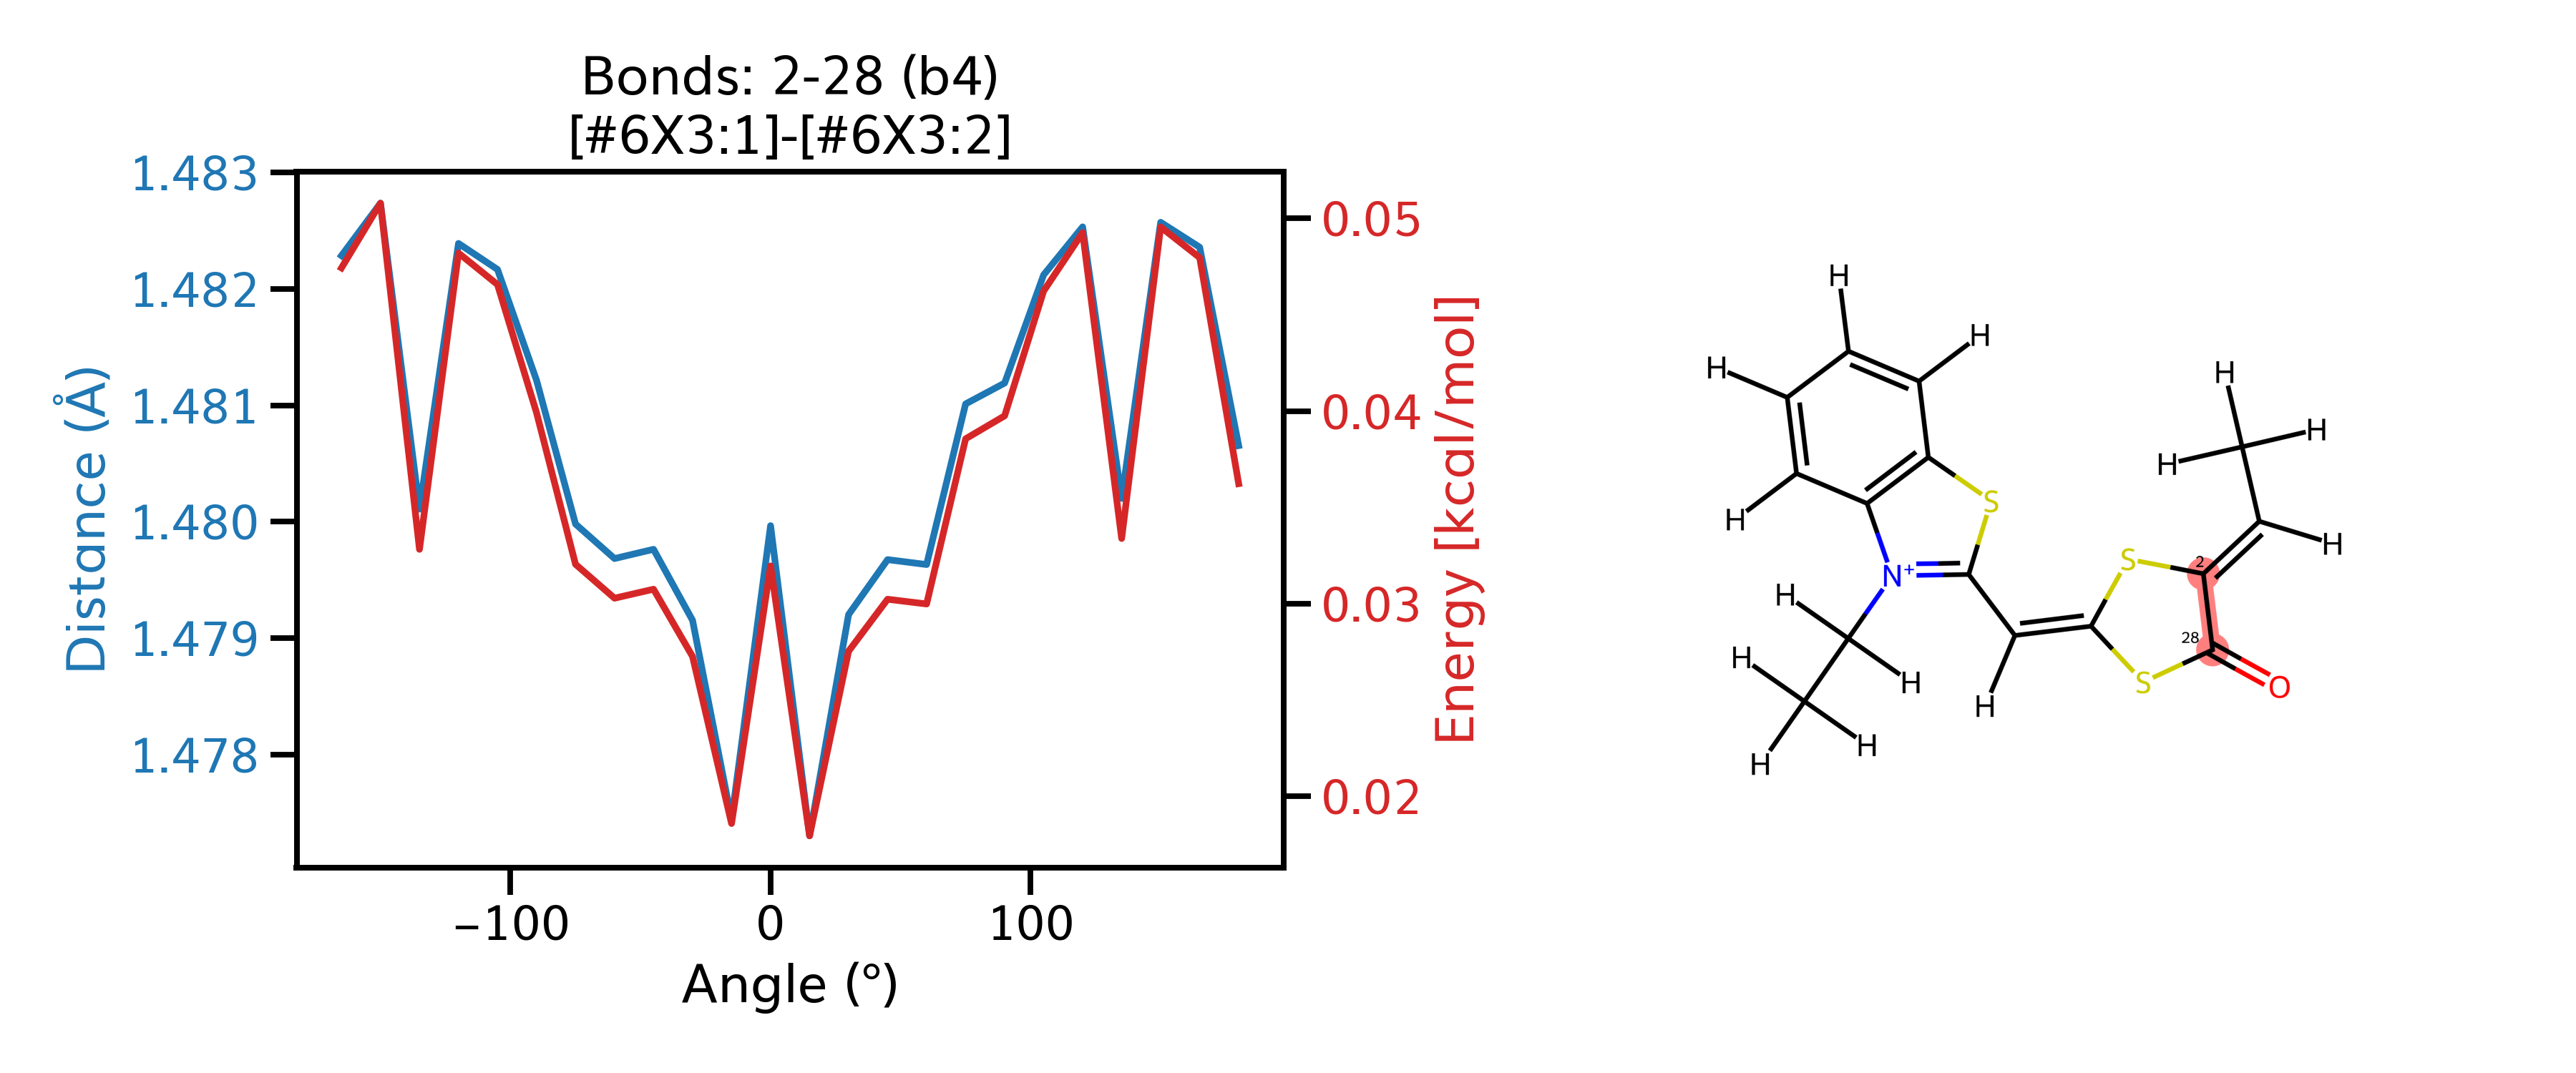 Bonds: 2-28 (b4)
[#6X3:1]-[#6X3:2]
1.483
1.482
1.481
1.480
1.479
1.478
Distance (Å)
0.05
0.04
0.03
0.02
Energy [kcal/mol]
−100
0
100
Angle (°)
H
H
H
H
H
H
H
S
H
S
2
N+
H
28
H
H
S
O
H
H
H